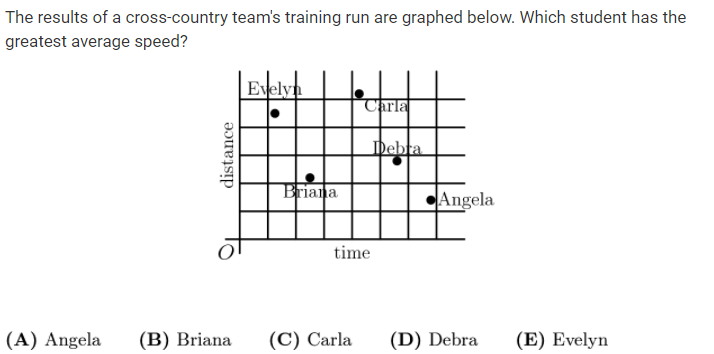 The results of a cross-country team's training run are graphed below. Which student has the
greatest average speed?
Evelyn
Carla
distance
Debra
Briana
Angela
O
time
(A) Angela (B) Briana (C) Carla (D) Debra (E) Evelyn